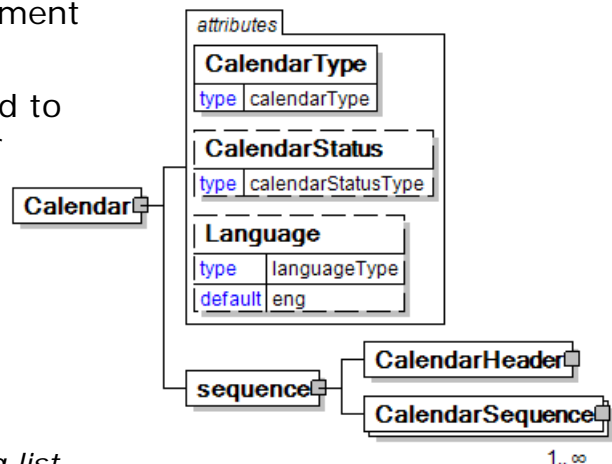 ment
d to
Calendar
attributes
CalendarType
type calendarType
CalendarStatus
type calendarStatusType
Language
type languageType
default eng
sequence
CalendarHeader
CalendarSequence
1..∞
list